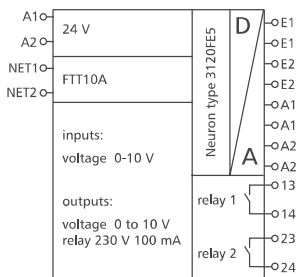 A1
24 V
A2
NET1
FTT10A
NET2
Neuron type 3120FE5
D
A
E1
E1
E2
E2
A1
A1
A2
A2
inputs:
voltage 0-10 V
outputs:
voltage 0 to 10 V
relay 230 V 100 mA
relay 1
13
14
relay 2
23
24